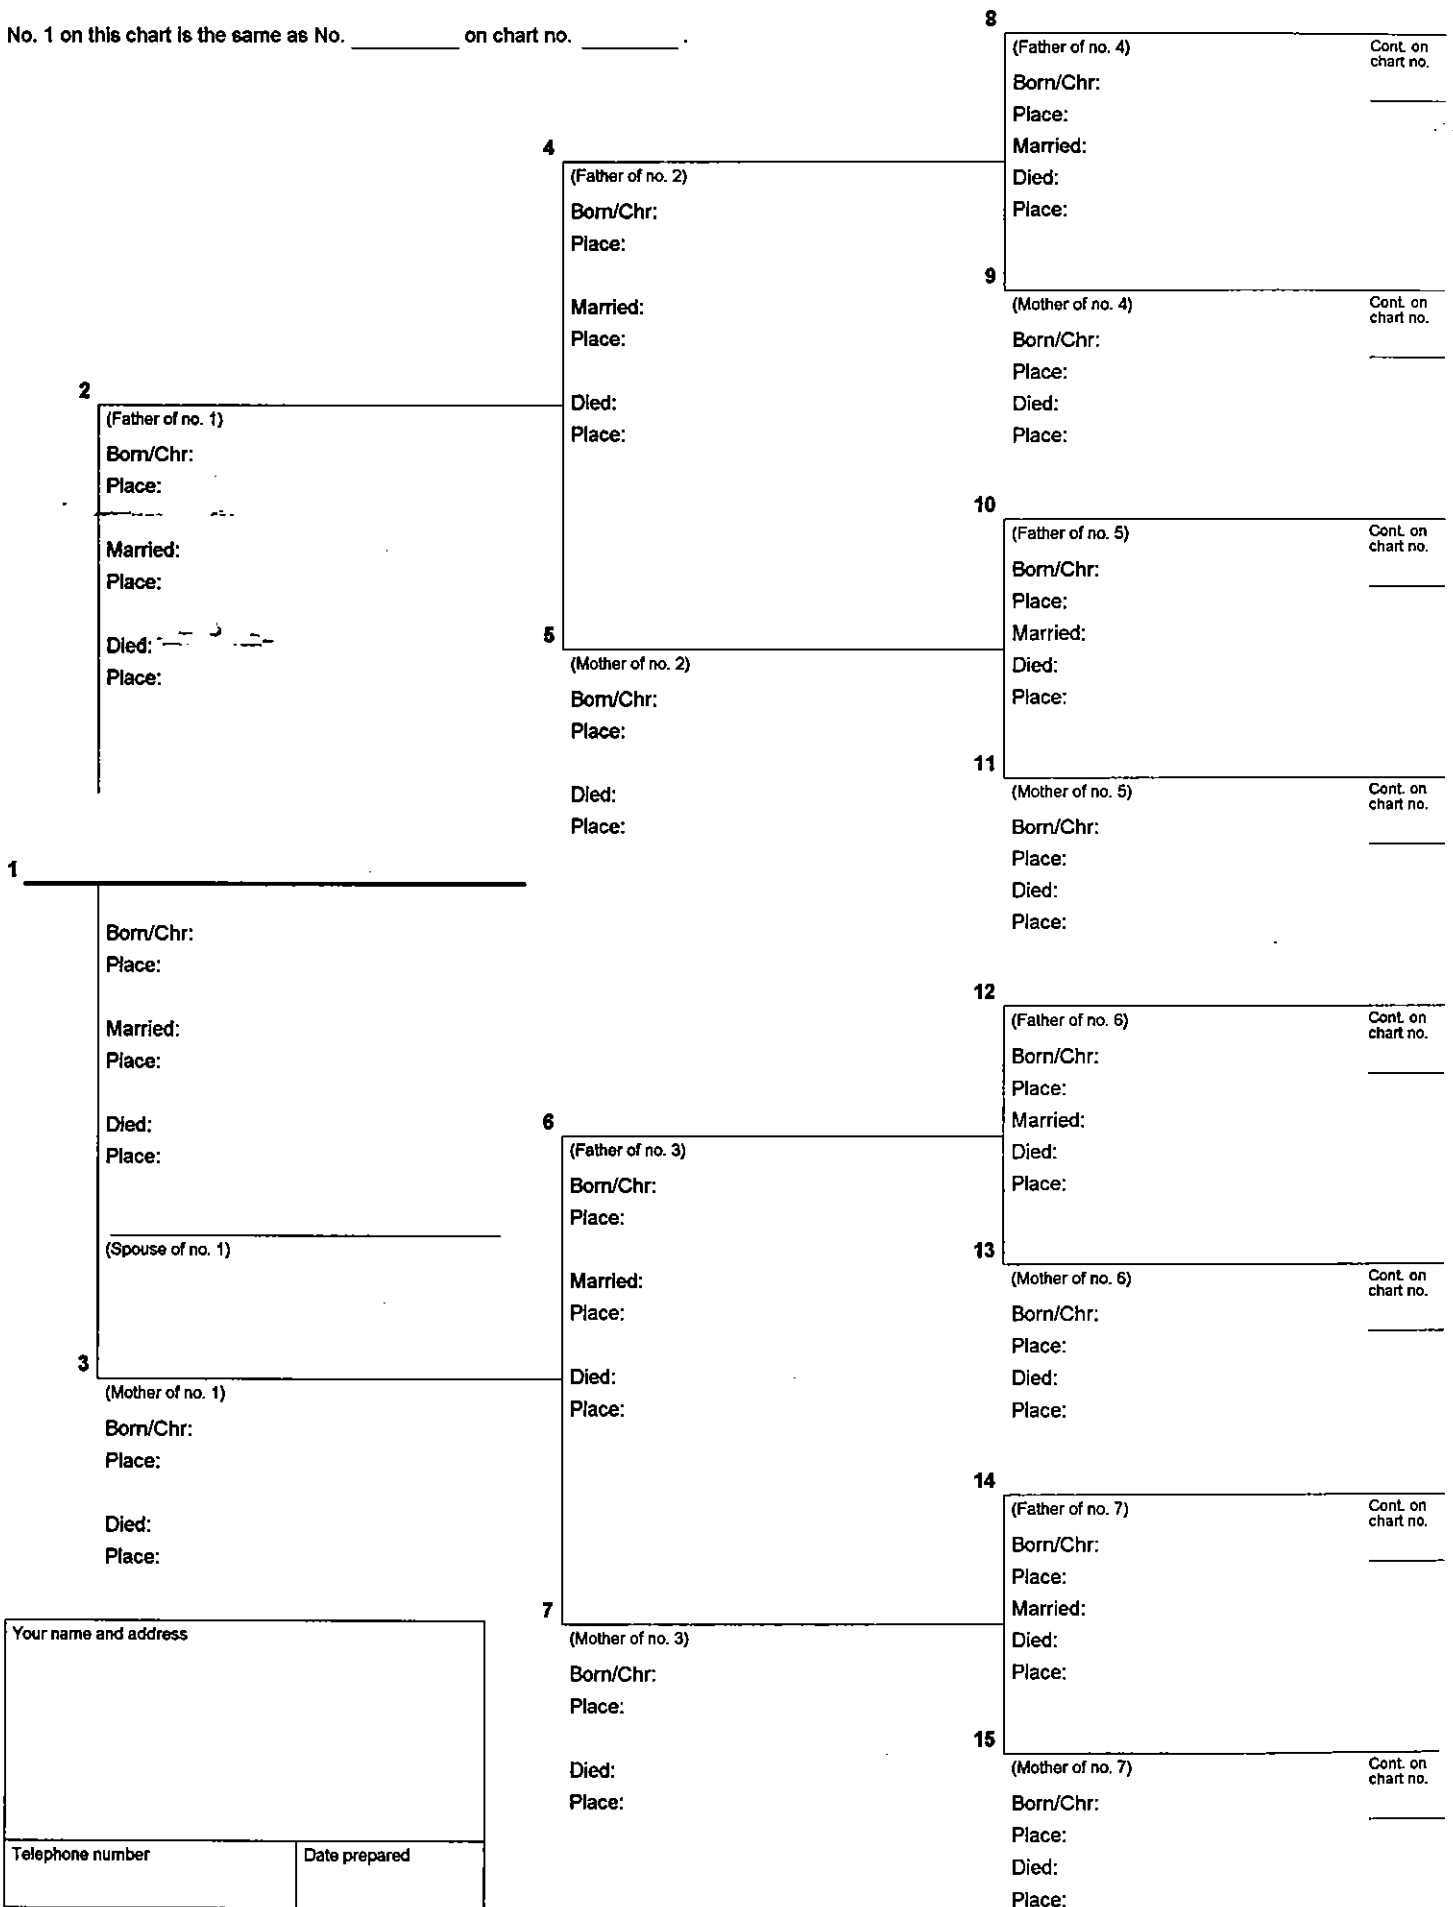 No. 1 on this chart is the same as No. __________ on chart no. _________ .
8
(Father of no. 4)
Cont. on
chart no.
Born/Chr:
Place:
Married:
Died:
Place:
4
(Father of no. 2)
Born/Chr:
Place:
Married:
Place:
Died:
Place:
9
(Mother of no. 4)
Cont. on
chart no.
Born/Chr:
Place:
Died:
Place:
2
(Father of no. 1)
Born/Chr:
Place:
Married:
Place:
Died:
Place:
10
(Father of no. 5)
Cont. on
chart no.
Born/Chr:
Place:
Married:
Died:
Place:
5
(Mother of no. 2)
Born/Chr:
Place:
Died:
Place:
11
(Mother of no. 5)
Cont. on
chart no.
Born/Chr:
Place:
Died:
Place:
1
Born/Chr:
Place:
Married:
Place:
Died:
Place:
(Spouse of no. 1)
12
(Father of no. 6)
Cont. on
chart no.
Born/Chr:
Place:
Married:
Died:
Place:
6
(Father of no. 3)
Born/Chr:
Place:
Married:
Place:
Died:
Place:
13
(Mother of no. 6)
Cont. on
chart no.
Born/Chr:
Place:
Died:
Place:
3
(Mother of no. 1)
Born/Chr:
Place:
Died:
Place:
14
(Father of no. 7)
Cont. on
chart no.
Born/Chr:
Place:
Married:
Died:
Place:
7
(Mother of no. 3)
Born/Chr:
Place:
Died:
Place:
15
(Mother of no. 7)
Cont. on
chart no.
Born/Chr:
Place:
Died:
Place:
Your name and address
Telephone number
Date prepared